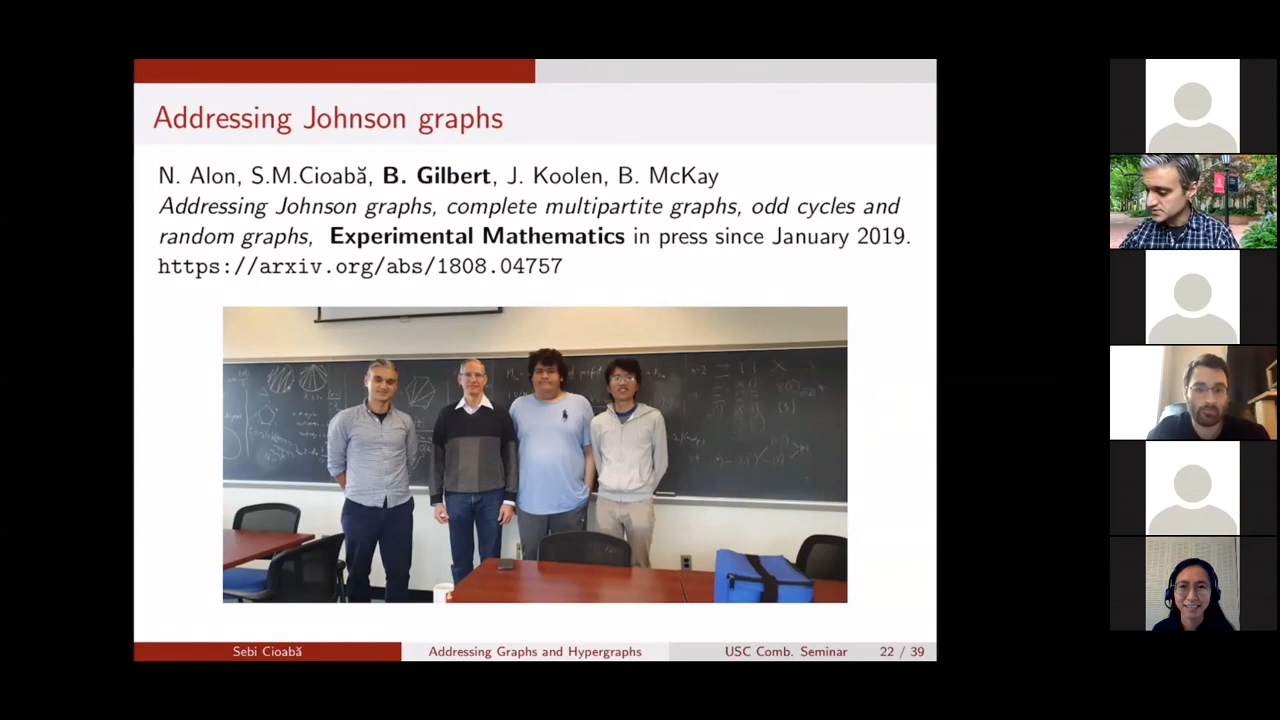 Addressing Johnson graphs
N. Alon, S.M.Cioabă, B. Gilbert, J. Koolen, B. McKay
Addressing Johnson graphs, complete multipartite graphs, odd cycles and
random graphs, Experimental Mathematics in press since January 2019.
https://arxiv.org/abs/1808.04757
Sebi Cioabă
Addressing Graphs and Hypergraphs
USC Comb. Seminar
22 / 39